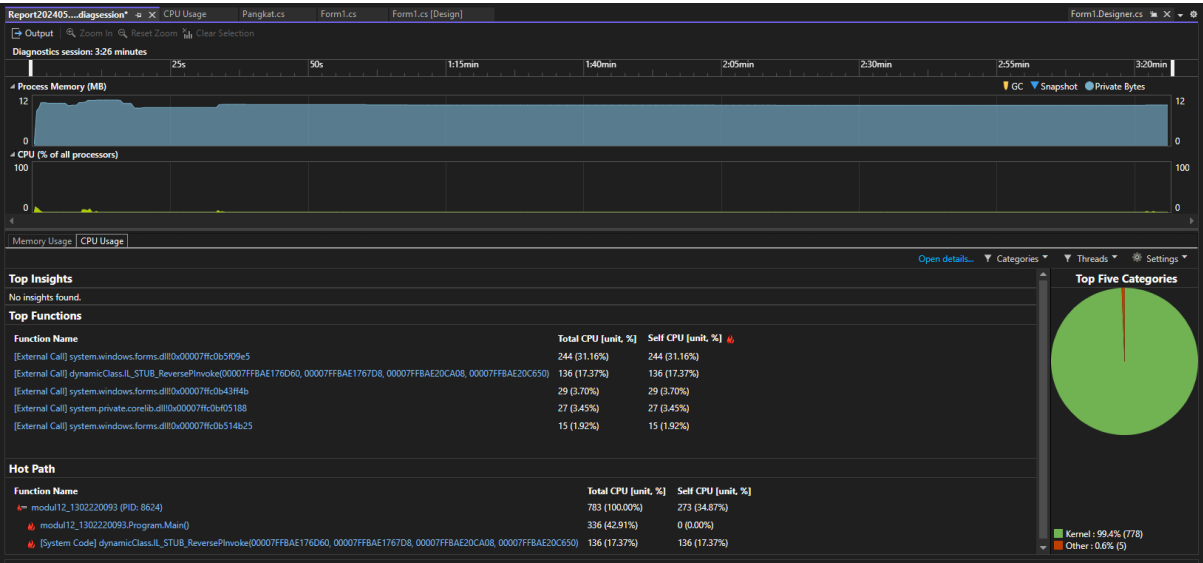 Report202405....diagsession* CPU Usage Pangkat.cs Form1.cs Form1.cs [Design] Form1.Designer.cs
Output Zoom In Reset Zoom Clear Selection
Diagnostics session: 3:26 minutes
25s 50s 1:15min 1:40min 2:05min 2:30min 2:55min 3:20min
Process Memory (MB) GC Snapshot Private Bytes
12 12
0 0
CPU (% of all processors)
100 100
0 0
Memory Usage CPU Usage
Open details... Categories Threads Settings
Top Insights
No insights found.
Top Functions
Function Name Total CPU [unit, %] Self CPU [unit, %]
[External Call] system.windows.forms.dll!0x00007ffc0b5f09e5 244 (31.16%) 244 (31.16%)
[External Call] dynamicClass.IL_STUB_ReversePInvoke(00007FFBAE176D60, 00007FFBAE1767D8, 00007FFBAE20CA08, 00007FFBAE20C650) 136 (17.37%) 136 (17.37%)
[External Call] system.windows.forms.dll!0x00007ffc0b43ff4b 29 (3.70%) 29 (3.70%)
[External Call] system.private.corelib.dll!0x00007ffc0bf05188 27 (3.45%) 27 (3.45%)
[External Call] system.windows.forms.dll!0x00007ffc0b514b25 15 (1.92%) 15 (1.92%)
Hot Path
Function Name Total CPU [unit, %] Self CPU [unit, %]
modul12_1302220093 (PID: 8624) 783 (100.00%) 273 (34.87%)
modul12_1302220093.Program.Main() 336 (42.91%) 0 (0.00%)
[System Code] dynamicClass.IL_STUB_ReversePInvoke(00007FFBAE176D60, 00007FFBAE1767D8, 00007FFBAE20CA08, 00007FFBAE20C650) 136 (17.37%) 136 (17.37%)
Top Five Categories
Kernel : 99.4% (778)
Other : 0.6% (5)